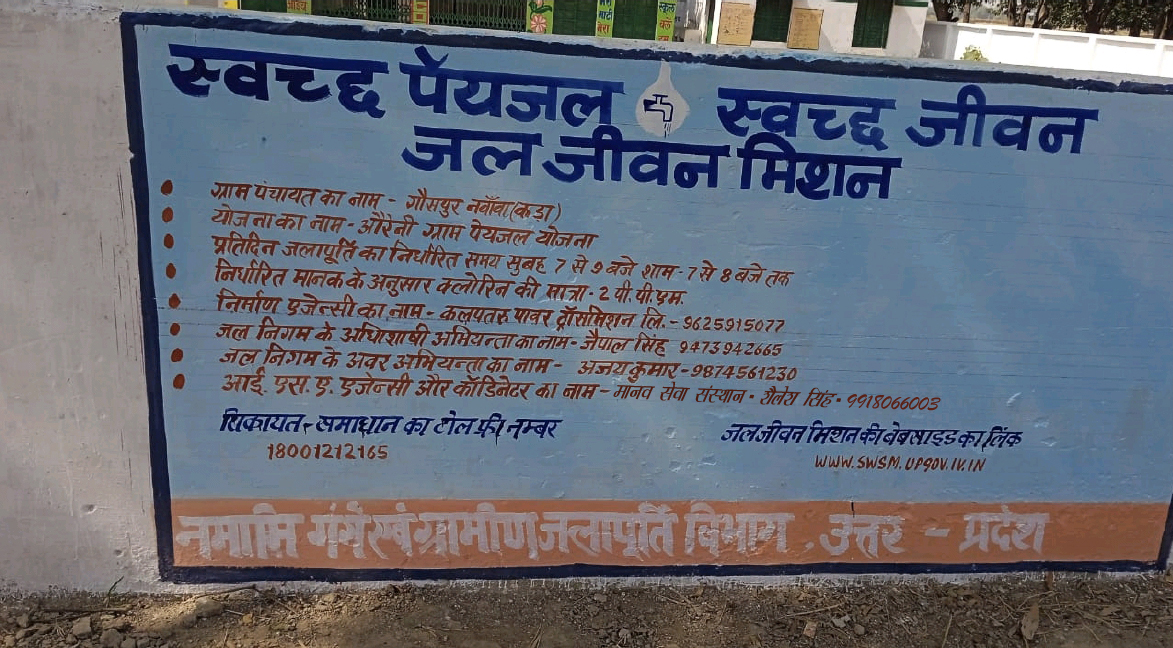 स्वच्छ पेयजल स्वच्छ जीवन
जल जीवन मिशन
ग्राम पंचायत का नाम - गौसपुर नवाँवा (कड़ा)
योजना का नाम - औरेनी ग्राम पेयजल योजना
प्रतिदिन जलापूर्ति का निर्धारित समय सुबह 7 से 9 बजे शाम - 7 से 8 बजे तक
निर्धारित मानक के अनुसार क्लोरिन की मात्रा - 2 पी.पी.एम.
निर्माण एजेन्सी का नाम - कलपतरु पावर ट्रांसमिशन लि. - 9625915077
जल निगम के अधिशाषी अभियन्ता का नाम - जैपाल सिंह 9473942665
जल निगम के अवर अभियन्ता का नाम - अजय कुमार - 9874561230
आई. एस. ए. एजेन्सी और कॉर्डिनेटर का नाम - मानव सेवा संस्थान - शैलेश सिंह - 9918066003
शिकायत, समाधान का टोल फ्री नम्बर
18001212165
जल जीवन मिशन की वेबसाइड का लिंक
WWW.SWSM.UPGOV.IV.IN
नमामि गंगे एवं ग्रामीण जलापूर्ति विभाग, उत्तर - प्रदेश